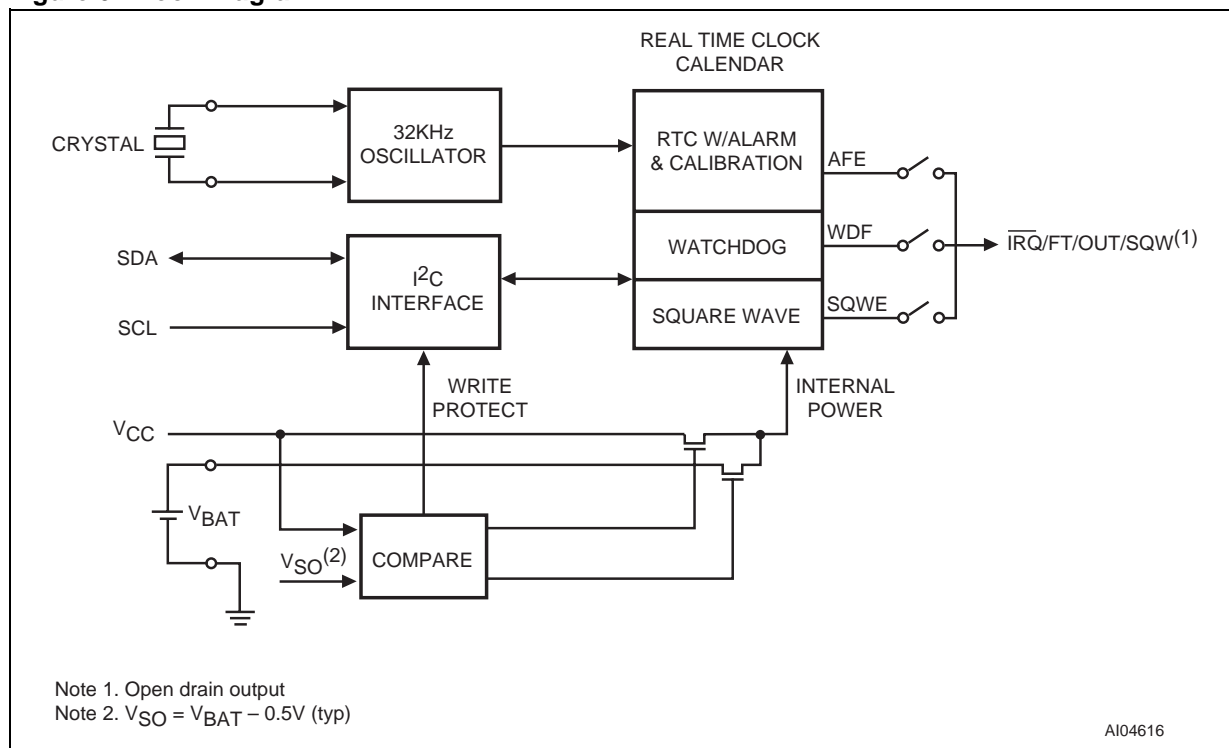 REAL TIME CLOCK
CALENDAR
CRYSTAL
32KHz
OSCILLATOR
RTC W/ALARM
& CALIBRATION
AFE
WATCHDOG
WDF
IRQ/FT/OUT/SQW(1)
SDA
I2C
INTERFACE
SCL
SQUARE WAVE
SQWE
WRITE
PROTECT
INTERNAL
POWER
VCC
VBAT
VSO(2)
COMPARE
Note 1. Open drain output
Note 2. VSO = VBAT – 0.5V (typ)
AI04616